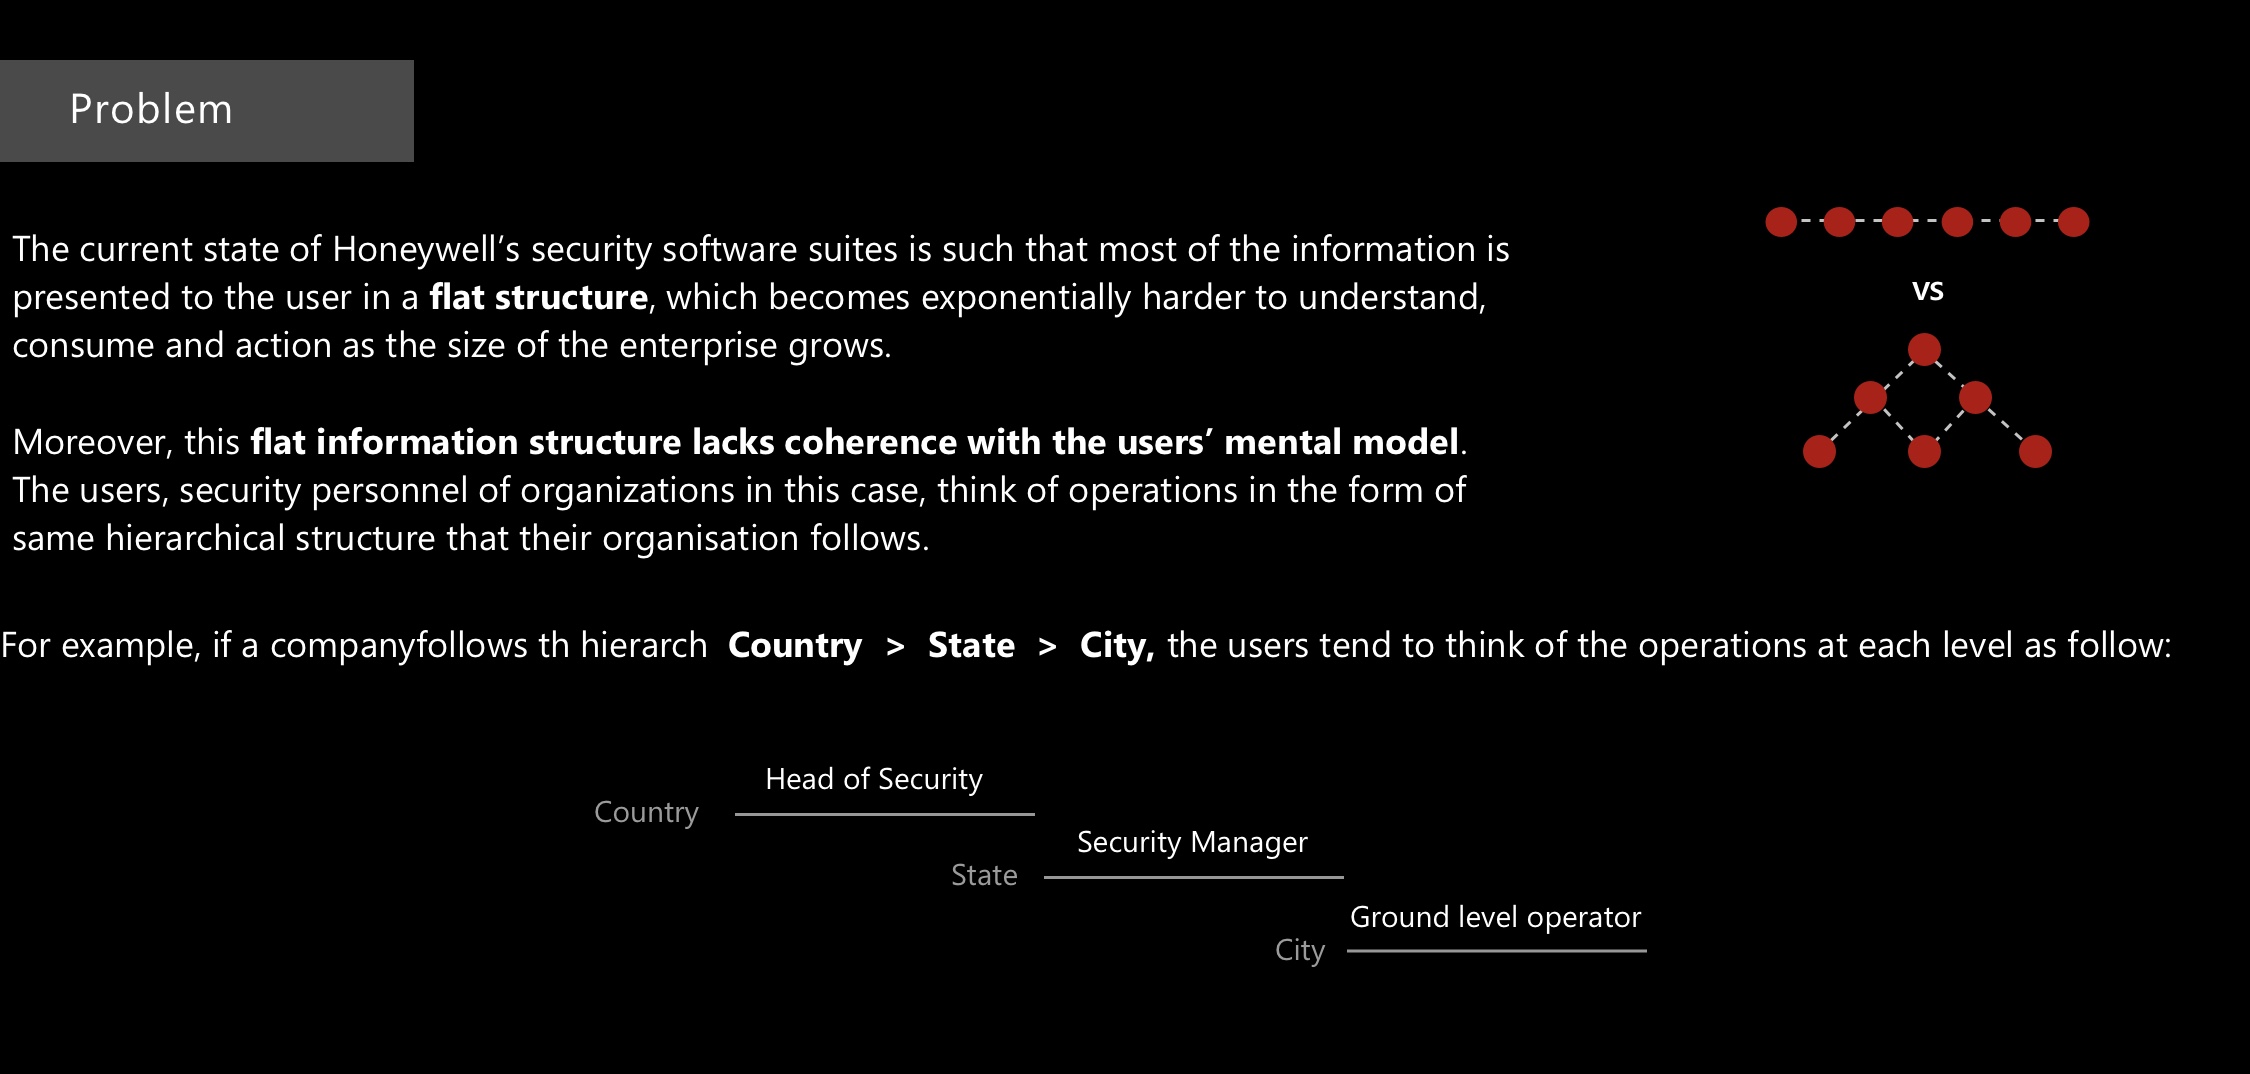 Problem
The current state of Honeywell’s security software suites is such that most of the information is
presented to the user in a flat structure, which becomes exponentially harder to understand,
consume and action as the size of the enterprise grows.
vs
Moreover, this flat information structure lacks coherence with the users’ mental model.
The users, security personnel of organizations in this case, think of operations in the form of
same hierarchical structure that their organisation follows.
For example, if a companyfollows th hierarch Country > State > City, the users tend to think of the operations at each level as follow:
Head of Security
Country
Security Manager
State
Ground level operator
City